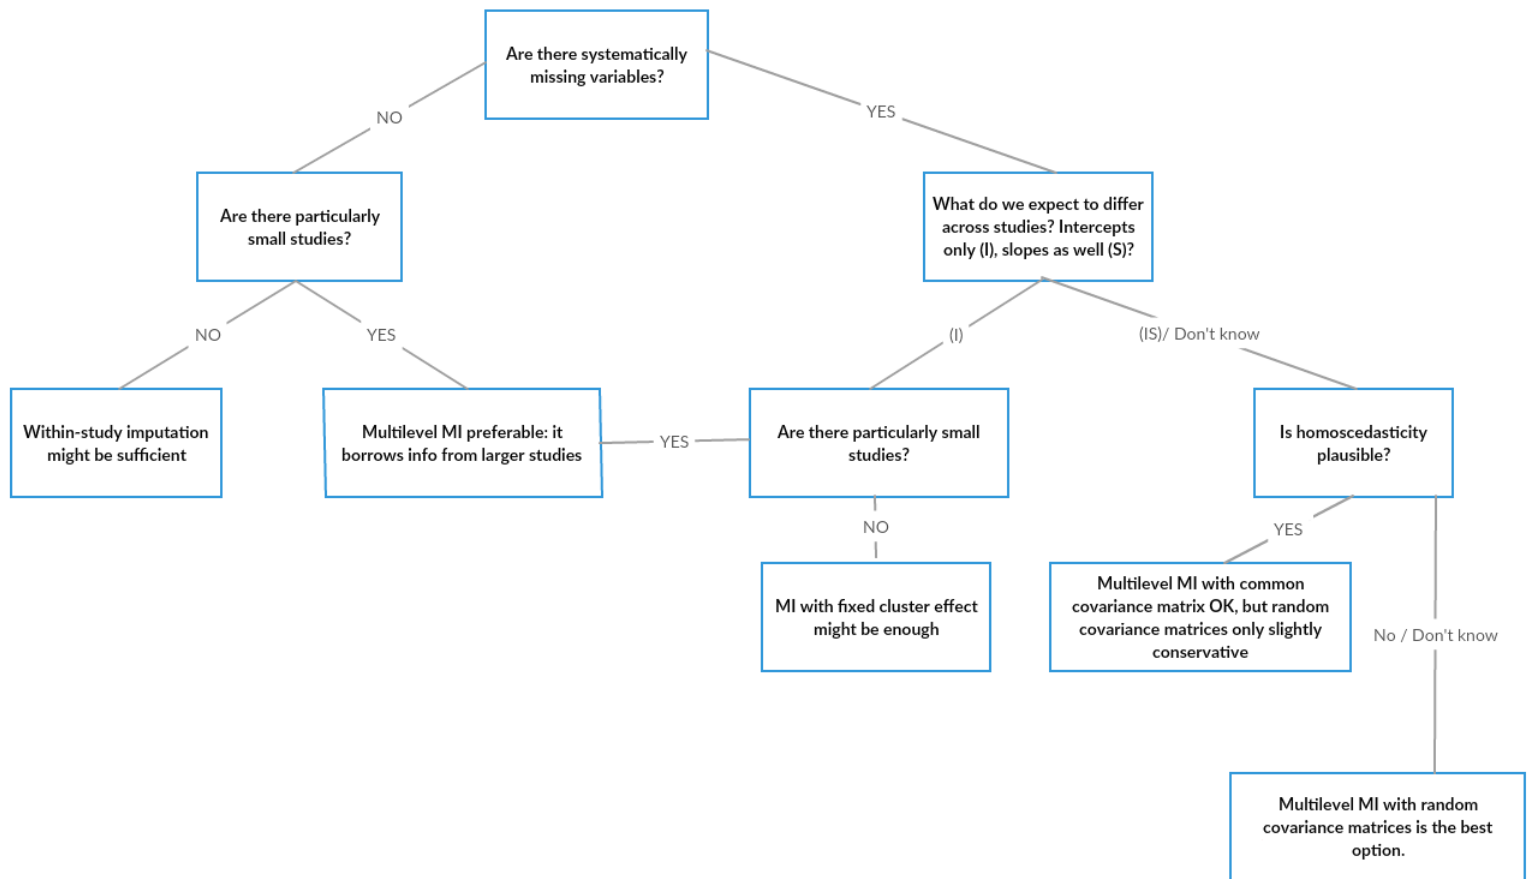 Are there systematically
missing variables?
NO
YES
Are there particularly
small studies?
What do we expect to differ
across studies? Intercepts
only (I), slopes as well (S)?
NO
YES
(I)
(IS)/ Don't know
Within-study imputation
might be sufficient
Multilevel MI preferable: it
borrows info from larger studies
YES
Are there particularly small
studies?
Is homoscedasticity
plausible?
NO
YES
MI with fixed cluster effect
might be enough
Multilevel MI with common
covariance matrix OK, but random
covariance matrices only slightly
conservative
No / Don't know
Multilevel MI with random
covariance matrices is the best
option.